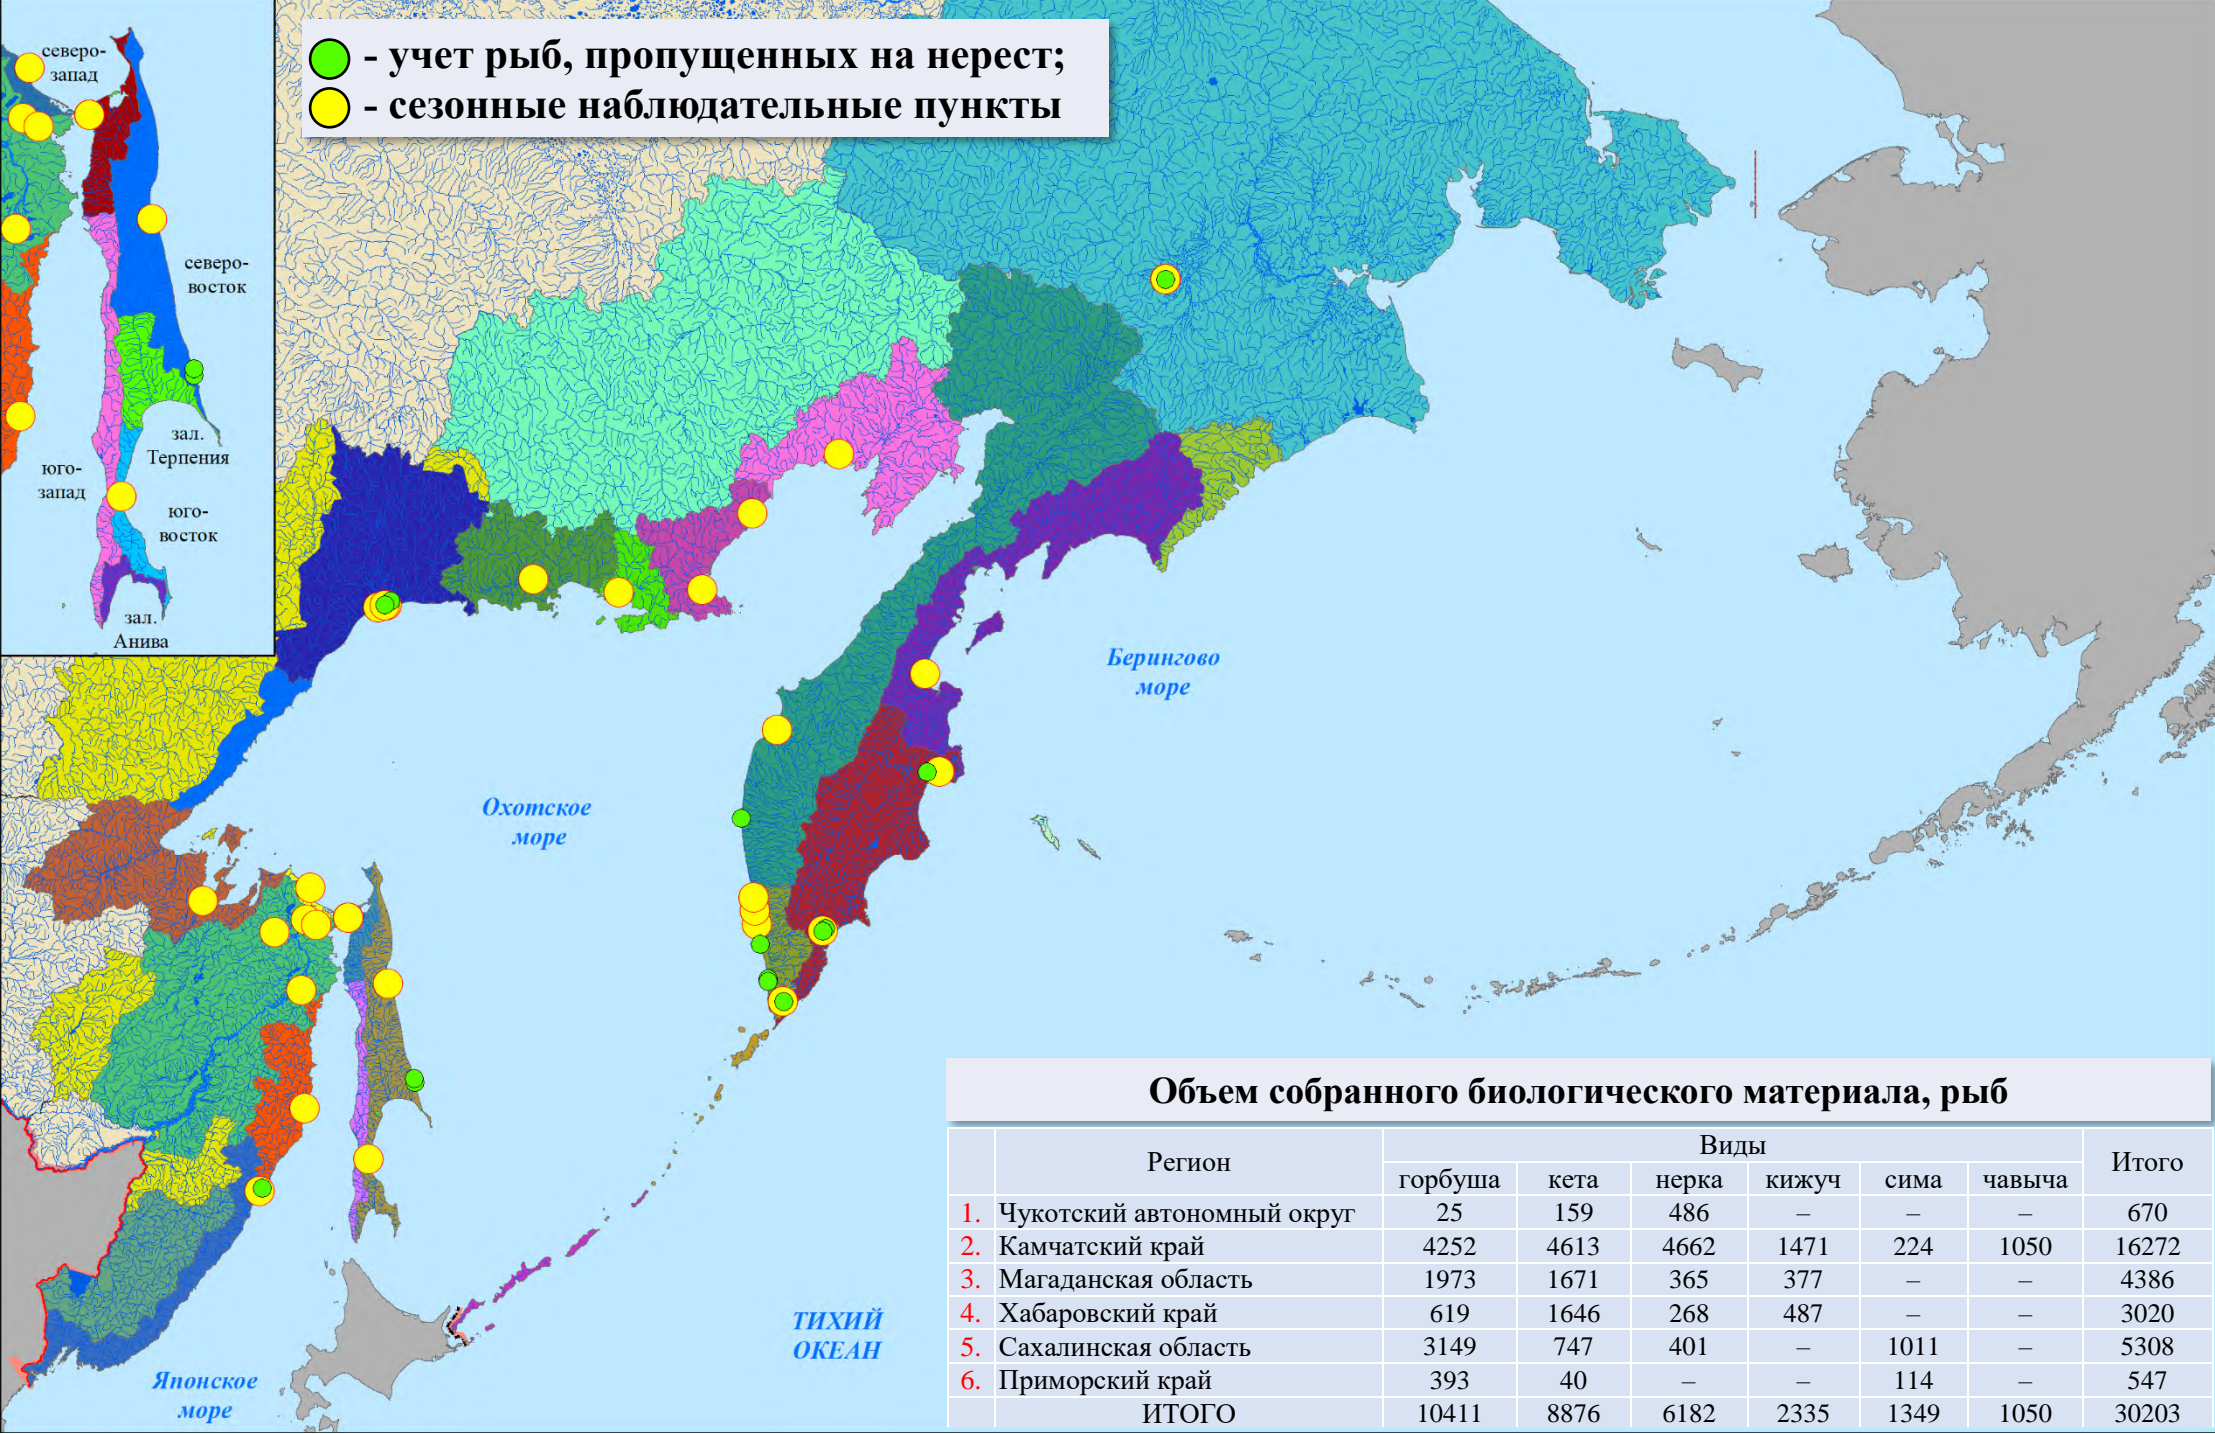 - учет рыб, пропущенных на нерест;
- сезонные наблюдательные пункты
северо-
запад
северо-
восток
зал.
Терпения
юго-
запад
юго-
восток
зал.
Анива
Берингово
море
Охотское
море
ТИХИЙ
ОКЕАН
Японское
море
Объем собранного биологического материала, рыб
Регион Виды Итого
горбуша кета нерка кижуч сима чавыча
1. Чукотский автономный округ 25 159 486 – – – 670
2. Камчатский край 4252 4613 4662 1471 224 1050 16272
3. Магаданская область 1973 1671 365 377 – – 4386
4. Хабаровский край 619 1646 268 487 – – 3020
5. Сахалинская область 3149 747 401 – 1011 – 5308
6. Приморский край 393 40 – – 114 – 547
ИТОГО 10411 8876 6182 2335 1349 1050 30203